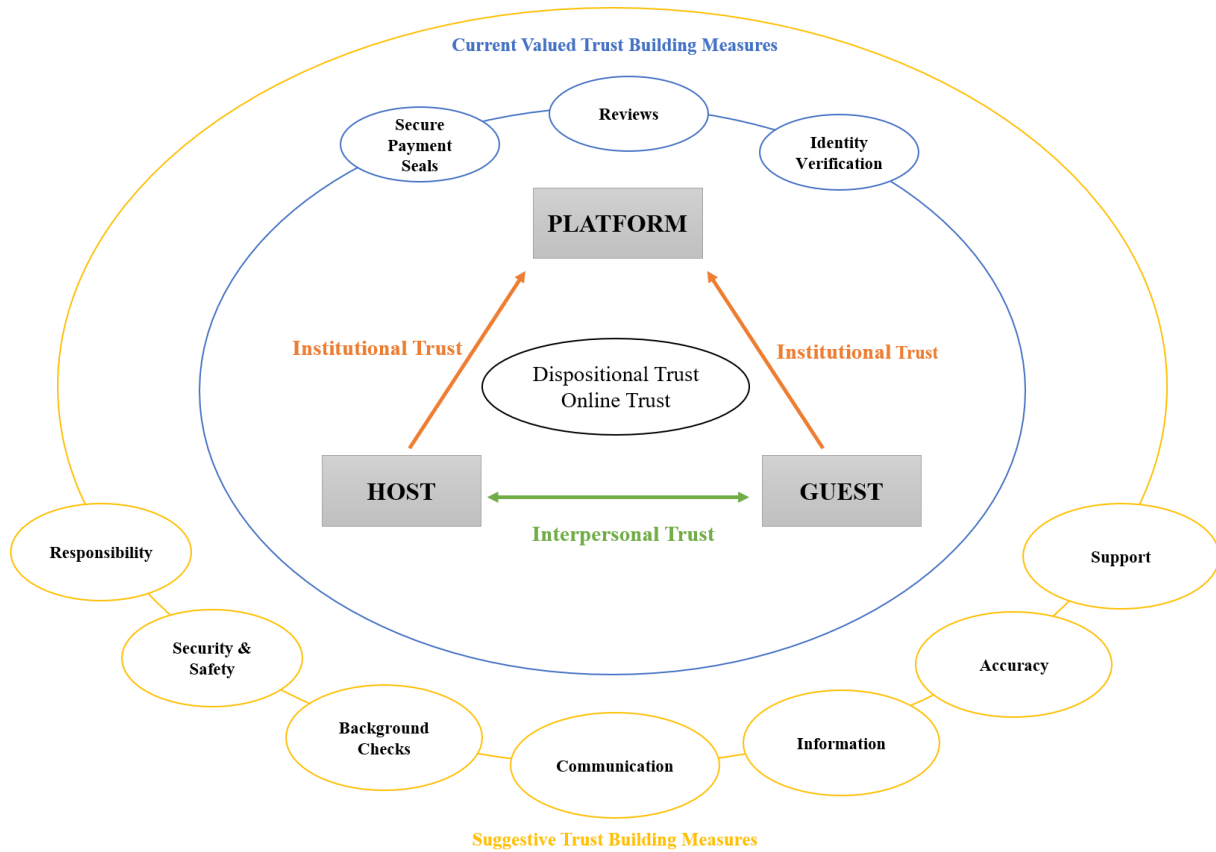 Current Valued Trust Building Measures
Reviews
Secure
Payment
Seals
Identity
Verification
PLATFORM
Institutional Trust
Institutional Trust
Dispositional Trust
Online Trust
HOST
GUEST
Interpersonal Trust
Responsibility
Support
Security &
Safety
Accuracy
Background
Checks
Information
Communication
Suggestive Trust Building Measures